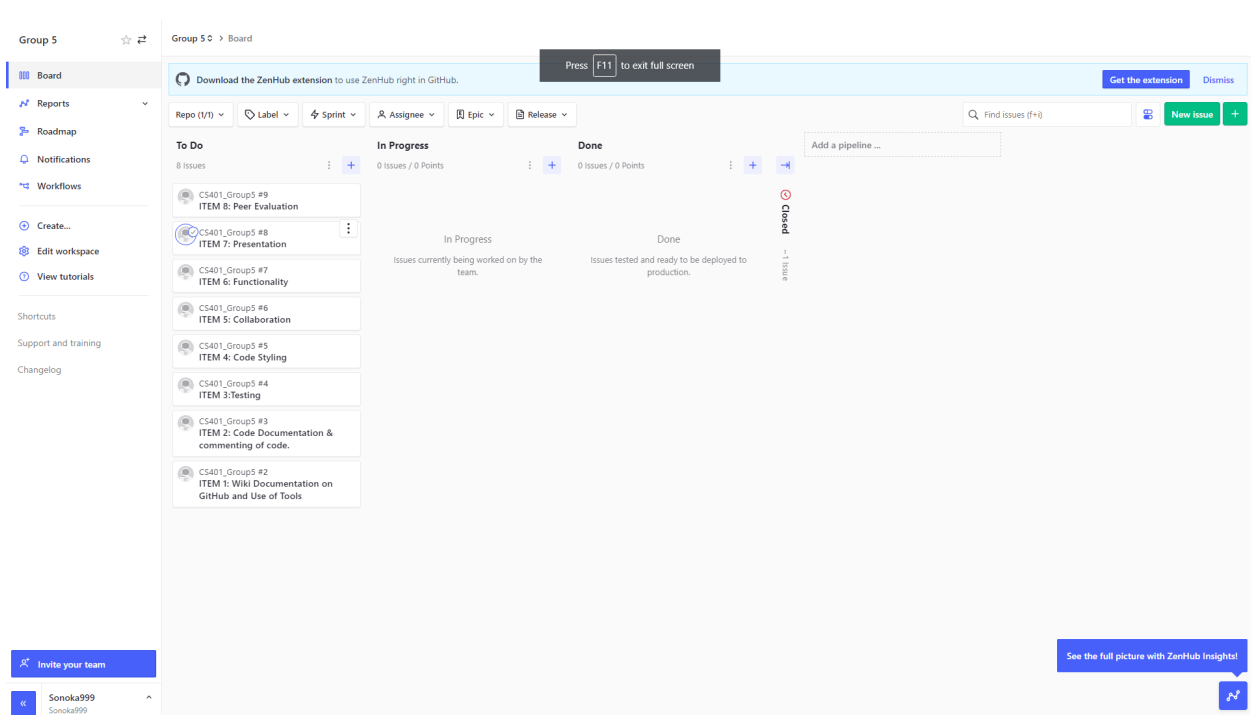 Group 5
Group 5 > Board
Press F11 to exit full screen
Board
Reports
Roadmap
Notifications
Workflows
Create...
Edit workspace
View tutorials
Shortcuts
Support and training
Changelog
Invite your team
«
Sonoka999
Sonoka999
Download the ZenHub extension to use ZenHub right in GitHub.
Get the extension
Dismiss
Repo (1/1)
Label
Sprint
Assignee
Epic
Release
Find issues (f+i)
New issue
+
To Do
8 Issues
+
CS401_Group5 #9
ITEM 8: Peer Evaluation
CS401_Group5 #8
ITEM 7: Presentation
CS401_Group5 #7
ITEM 6: Functionality
CS401_Group5 #6
ITEM 5: Collaboration
CS401_Group5 #5
ITEM 4: Code Styling
CS401_Group5 #4
ITEM 3:Testing
CS401_Group5 #3
ITEM 2: Code Documentation &
commenting of code.
CS401_Group5 #2
ITEM 1: Wiki Documentation on
GitHub and Use of Tools
In Progress
0 Issues / 0 Points
+
In Progress
Issues currently being worked on by the
team.
Done
0 Issues / 0 Points
+
Done
Issues tested and ready to be deployed to
production.
Closed
– 1 Issue
Add a pipeline ...
See the full picture with ZenHub Insights!